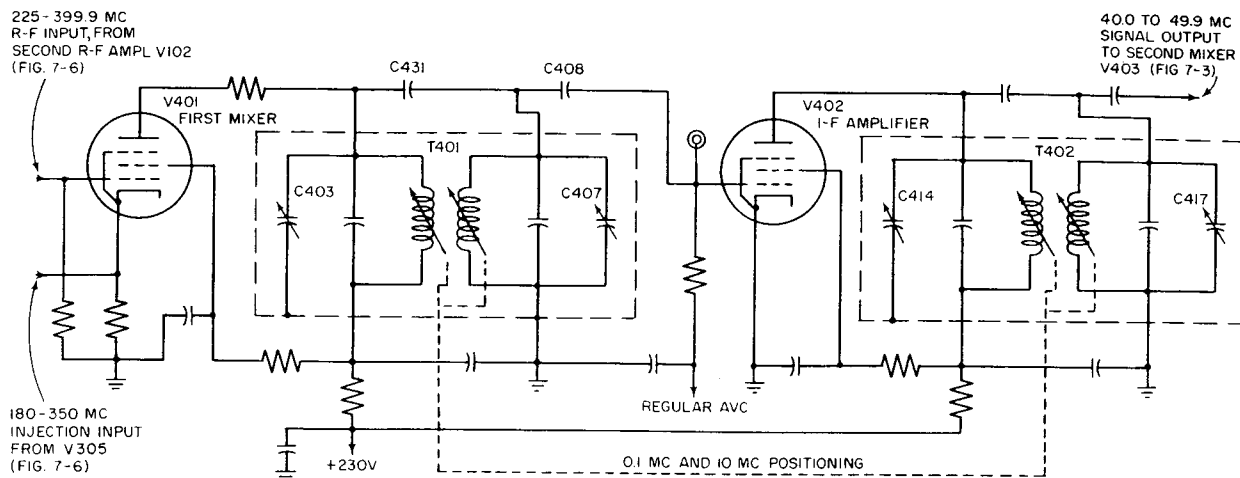 225-399.9 MC
R-F INPUT, FROM
SECOND R-F AMPL V102
(FIG. 7-6)
V401
FIRST MIXER
C431
C408
T401
C403
C407
V402
I-F AMPLIFIER
40.0 TO 49.9 MC
SIGNAL OUTPUT
TO SECOND MIXER
V403 (FIG 7-3)
T402
C414
C417
180-350 MC
INJECTION INPUT
FROM V305
(FIG. 7-6)
+230V
REGULAR AVC
0.1 MC AND 10 MC POSITIONING